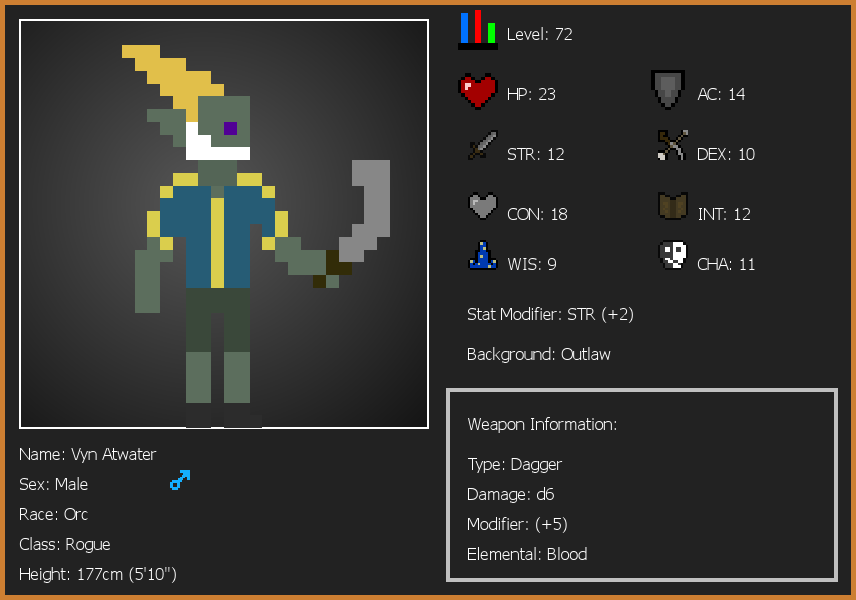 Level: 72
HP: 23
AC: 14
STR: 12
DEX: 10
CON: 18
INT: 12
WIS: 9
CHA: 11
Stat Modifier: STR (+2)
Background: Outlaw
Weapon Information:
Type: Dagger
Damage: d6
Modifier: (+5)
Elemental: Blood
Name: Vyn Atwater
Sex: Male
Race: Orc
Class: Rogue
Height: 177cm (5'10")